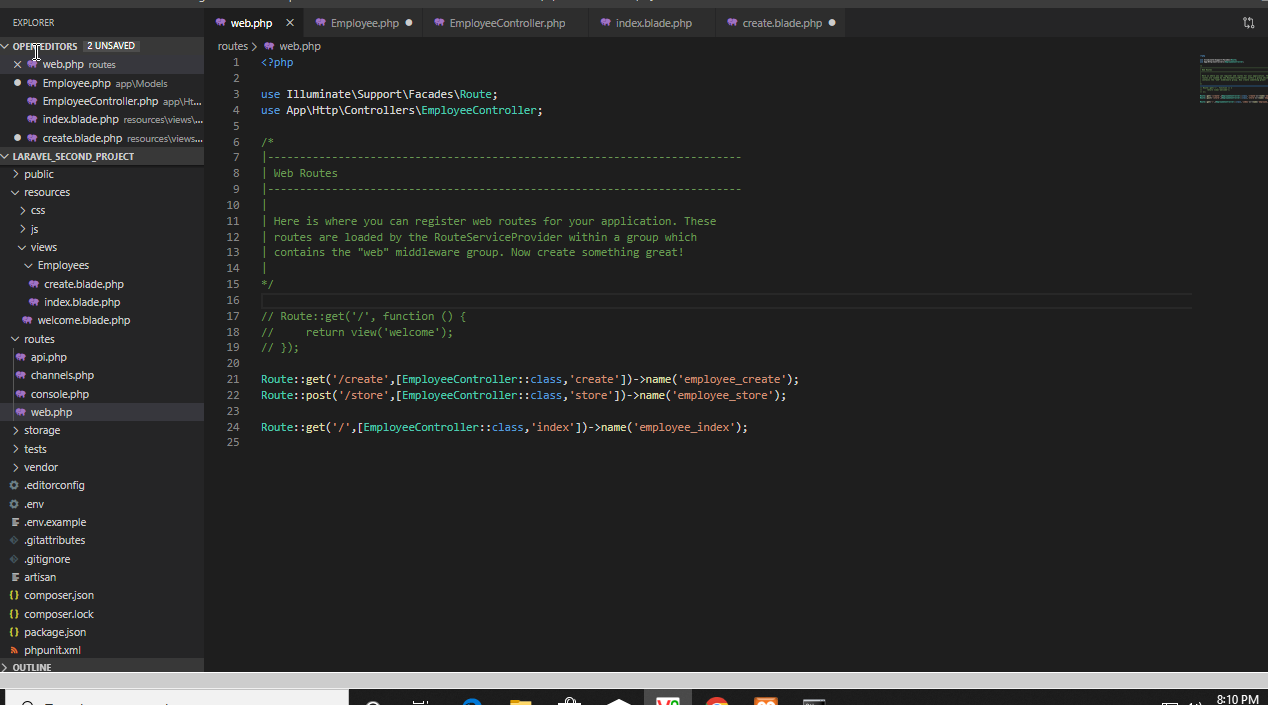 EXPLORER
OPEN EDITORS 2 UNSAVED
web.php routes
Employee.php app\Models
EmployeeController.php app\Ht...
index.blade.php resources\views\...
create.blade.php resources\views...
LARAVEL_SECOND_PROJECT
public
resources
css
js
views
Employees
create.blade.php
index.blade.php
welcome.blade.php
routes
api.php
channels.php
console.php
web.php
storage
tests
vendor
.editorconfig
.env
.env.example
.gitattributes
.gitignore
artisan
composer.json
composer.lock
package.json
phpunit.xml
OUTLINE
web.php Employee.php EmployeeController.php index.blade.php create.blade.php
routes > web.php
1 <?php
2
3 use Illuminate\Support\Facades\Route;
4 use App\Http\Controllers\EmployeeController;
5
6 /*
7 |--------------------------------------------------------------------------
8 | Web Routes
9 |--------------------------------------------------------------------------
10 |
11 | Here is where you can register web routes for your application. These
12 | routes are loaded by the RouteServiceProvider within a group which
13 | contains the "web" middleware group. Now create something great!
14 |
15 */
16
17 // Route::get('/', function () {
18 //     return view('welcome');
19 // });
20
21 Route::get('/create',[EmployeeController::class,'create'])->name('employee_create');
22 Route::post('/store',[EmployeeController::class,'store'])->name('employee_store');
23
24 Route::get('/',[EmployeeController::class,'index'])->name('employee_index');
25
8:10 PM